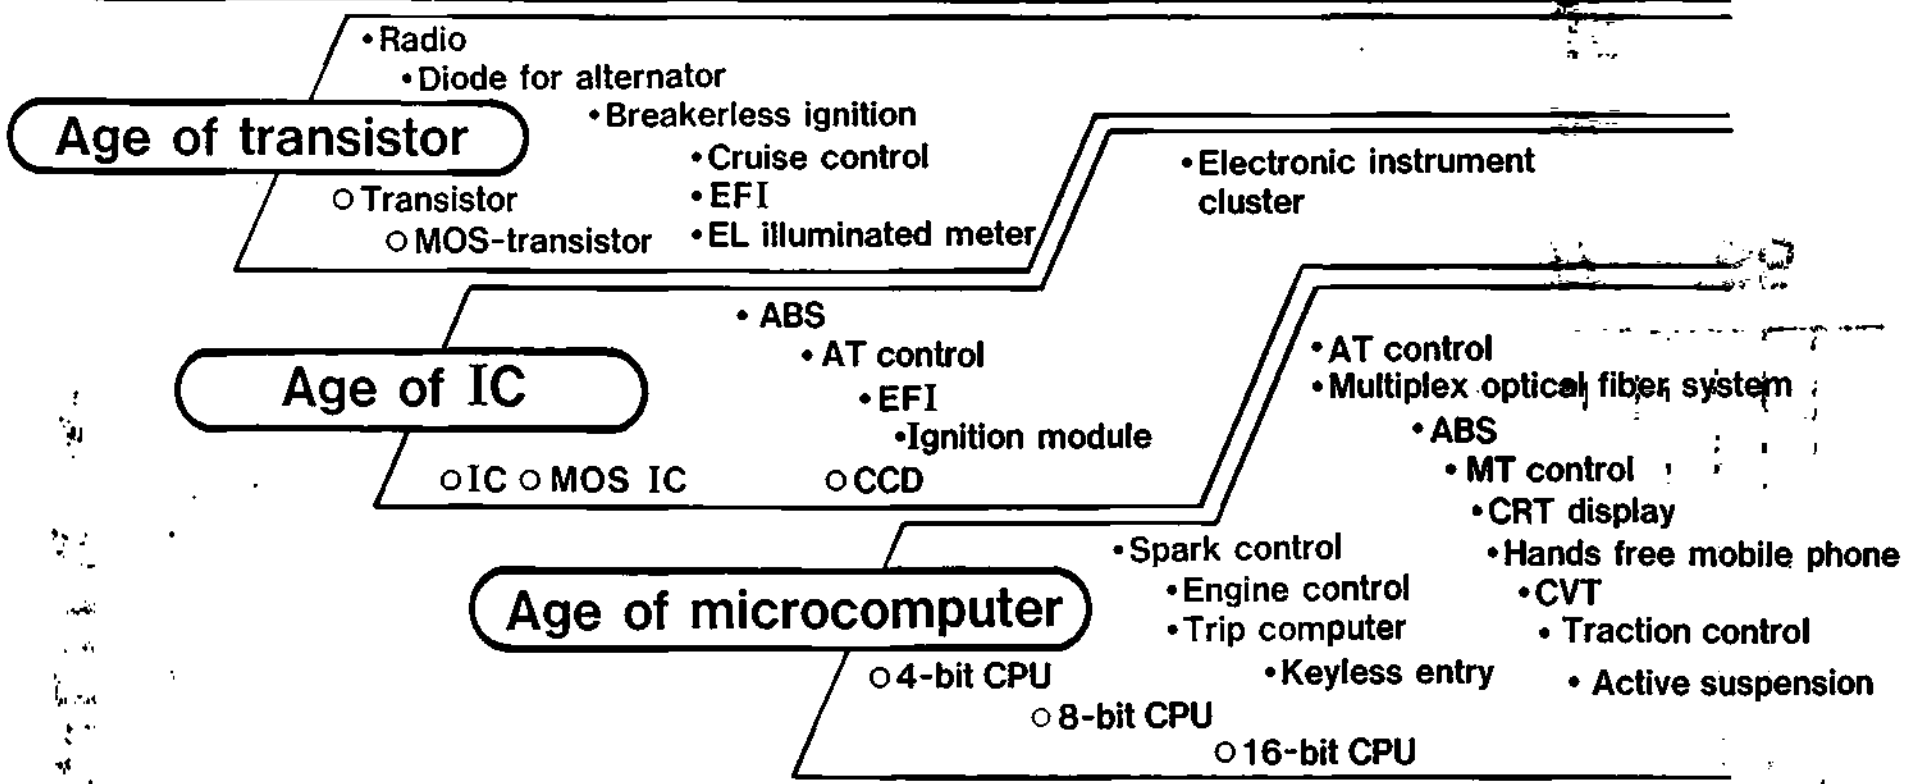 • Radio
• Diode for alternator
• Breakerless ignition
Age of transistor
• Cruise control
○ Transistor
• EFI
○ MOS-transistor
• EL illuminated meter
• Electronic instrument
cluster
• ABS
• AT control
Age of IC
• EFI
• Ignition module
○ IC ○ MOS IC
○ CCD
• AT control
• Multiplex optical fiber system
• ABS
• MT control
• CRT display
• Hands free mobile phone
• CVT
• Traction control
• Active suspension
• Spark control
• Engine control
Age of microcomputer
• Trip computer
• Keyless entry
○ 4-bit CPU
○ 8-bit CPU
○ 16-bit CPU